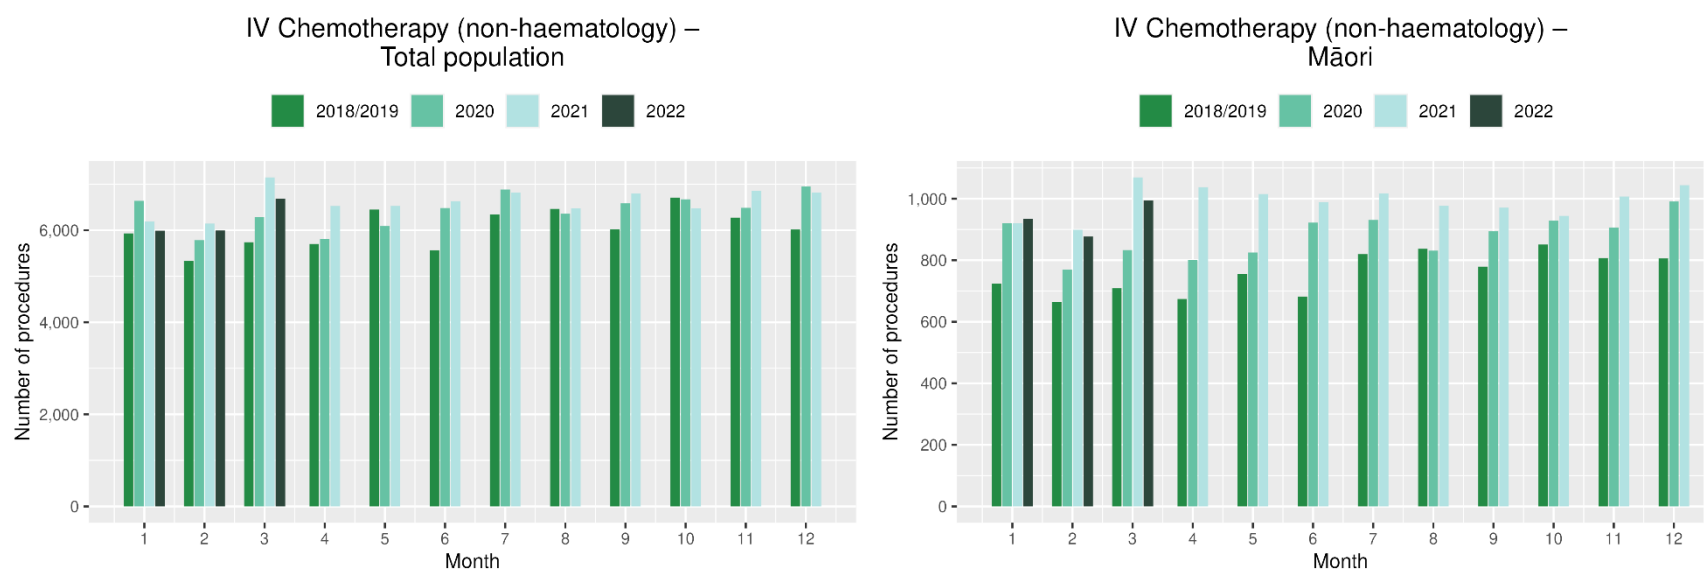 IV Chemotherapy (non-haematology) –
Total population
2018/2019 2020 2021 2022
Number of procedures
6,000
4,000
2,000
0
1 2 3 4 5 6 7 8 9 10 11 12
Month
IV Chemotherapy (non-haematology) –
Māori
2018/2019 2020 2021 2022
Number of procedures
1,000
800
600
400
200
0
1 2 3 4 5 6 7 8 9 10 11 12
Month